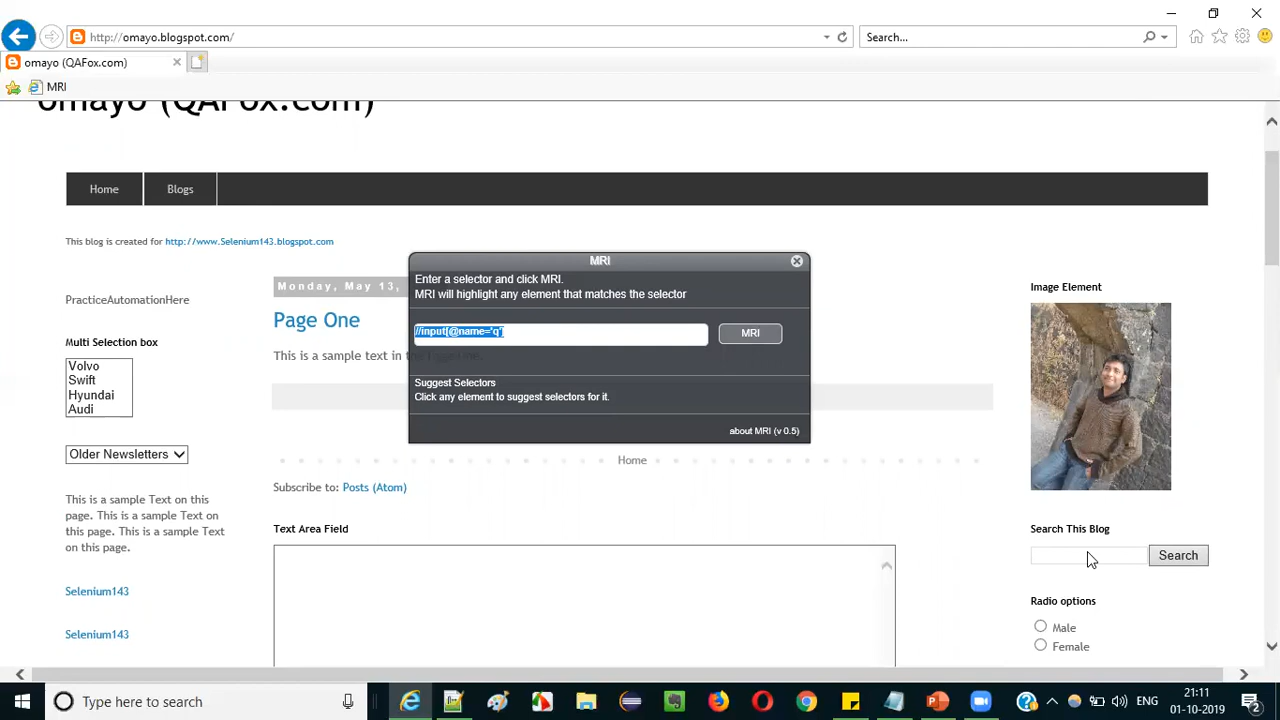 http://omayo.blogspot.com/
Search...
omayo (QAFox.com)
MRI
omayo (QAFox.com)
Home
Blogs
This blog is created for http://www.Selenium143.blogspot.com
PracticeAutomationHere
Multi Selection box
Volvo
Swift
Hyundai
Audi
Older Newsletters
This is a sample Text on this
page. This is a sample Text on
this page. This is a sample Text
on this page.
Selenium143
Selenium143
Monday, May 13,
Page One
This is a sample text in the
MRI
Enter a selector and click MRI.
MRI will highlight any element that matches the selector
//input[@name='q']
MRI
Suggest Selectors
Click any element to suggest selectors for it.
about MRI (v 0.5)
Home
Subscribe to: Posts (Atom)
Text Area Field
Image Element
Search This Blog
Search
Radio options
Male
Female
Type here to search
ENG
21:11
01-10-2019
2